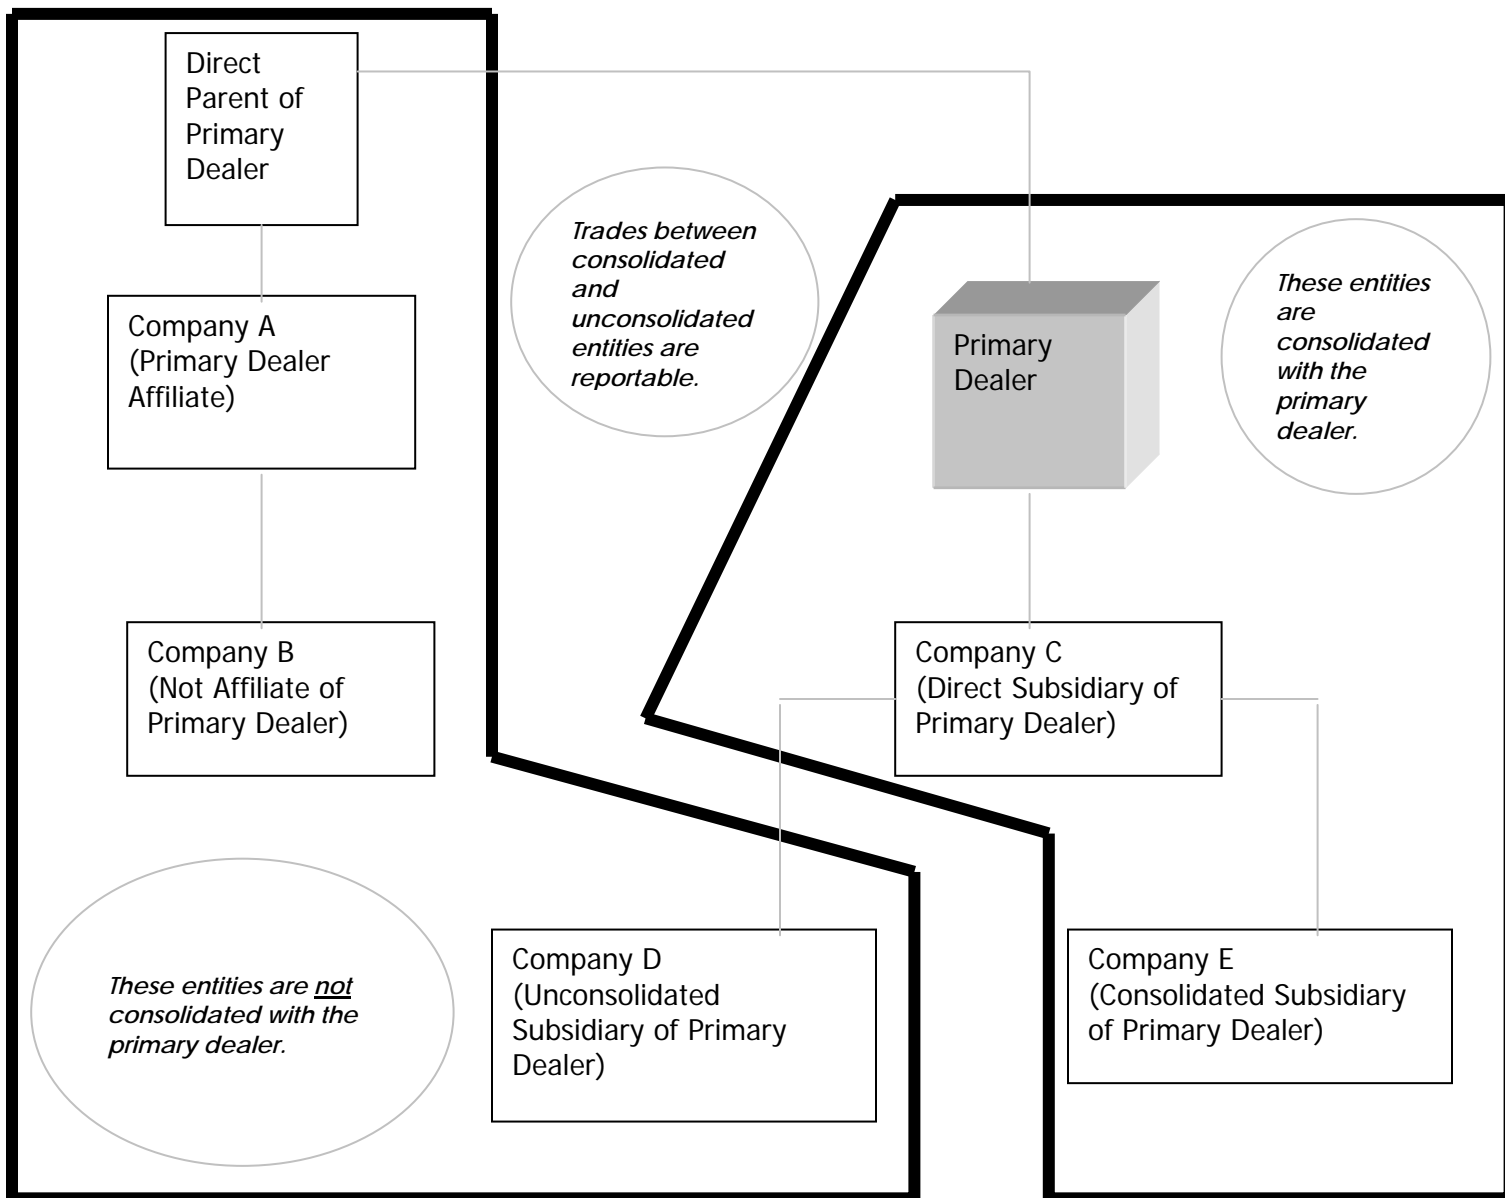 Direct
Parent of
Primary
Dealer
Trades between
consolidated
and
unconsolidated
entities are
reportable.
These entities
are
consolidated
with the
primary
dealer.
Company A
(Primary Dealer
Affiliate)
Primary
Dealer
Company B
(Not Affiliate of
Primary Dealer)
Company C
(Direct Subsidiary of
Primary Dealer)
These entities are not
consolidated with the
primary dealer.
Company D
(Unconsolidated
Subsidiary of Primary
Dealer)
Company E
(Consolidated Subsidiary
of Primary Dealer)